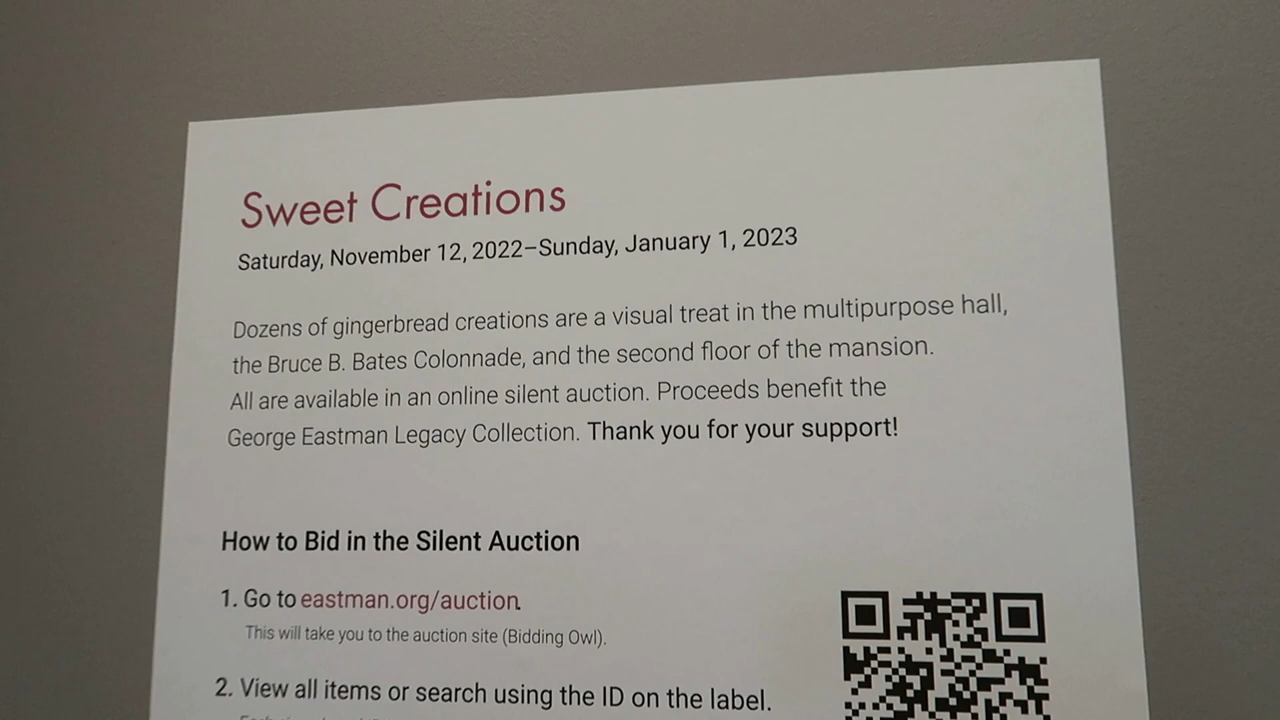 Sweet Creations
Saturday, November 12, 2022–Sunday, January 1, 2023
Dozens of gingerbread creations are a visual treat in the multipurpose hall,
the Bruce B. Bates Colonnade, and the second floor of the mansion.
All are available in an online silent auction. Proceeds benefit the
George Eastman Legacy Collection. Thank you for your support!
How to Bid in the Silent Auction
1. Go to eastman.org/auction.
This will take you to the auction site (Bidding Owl).
2. View all items or search using the ID on the label.